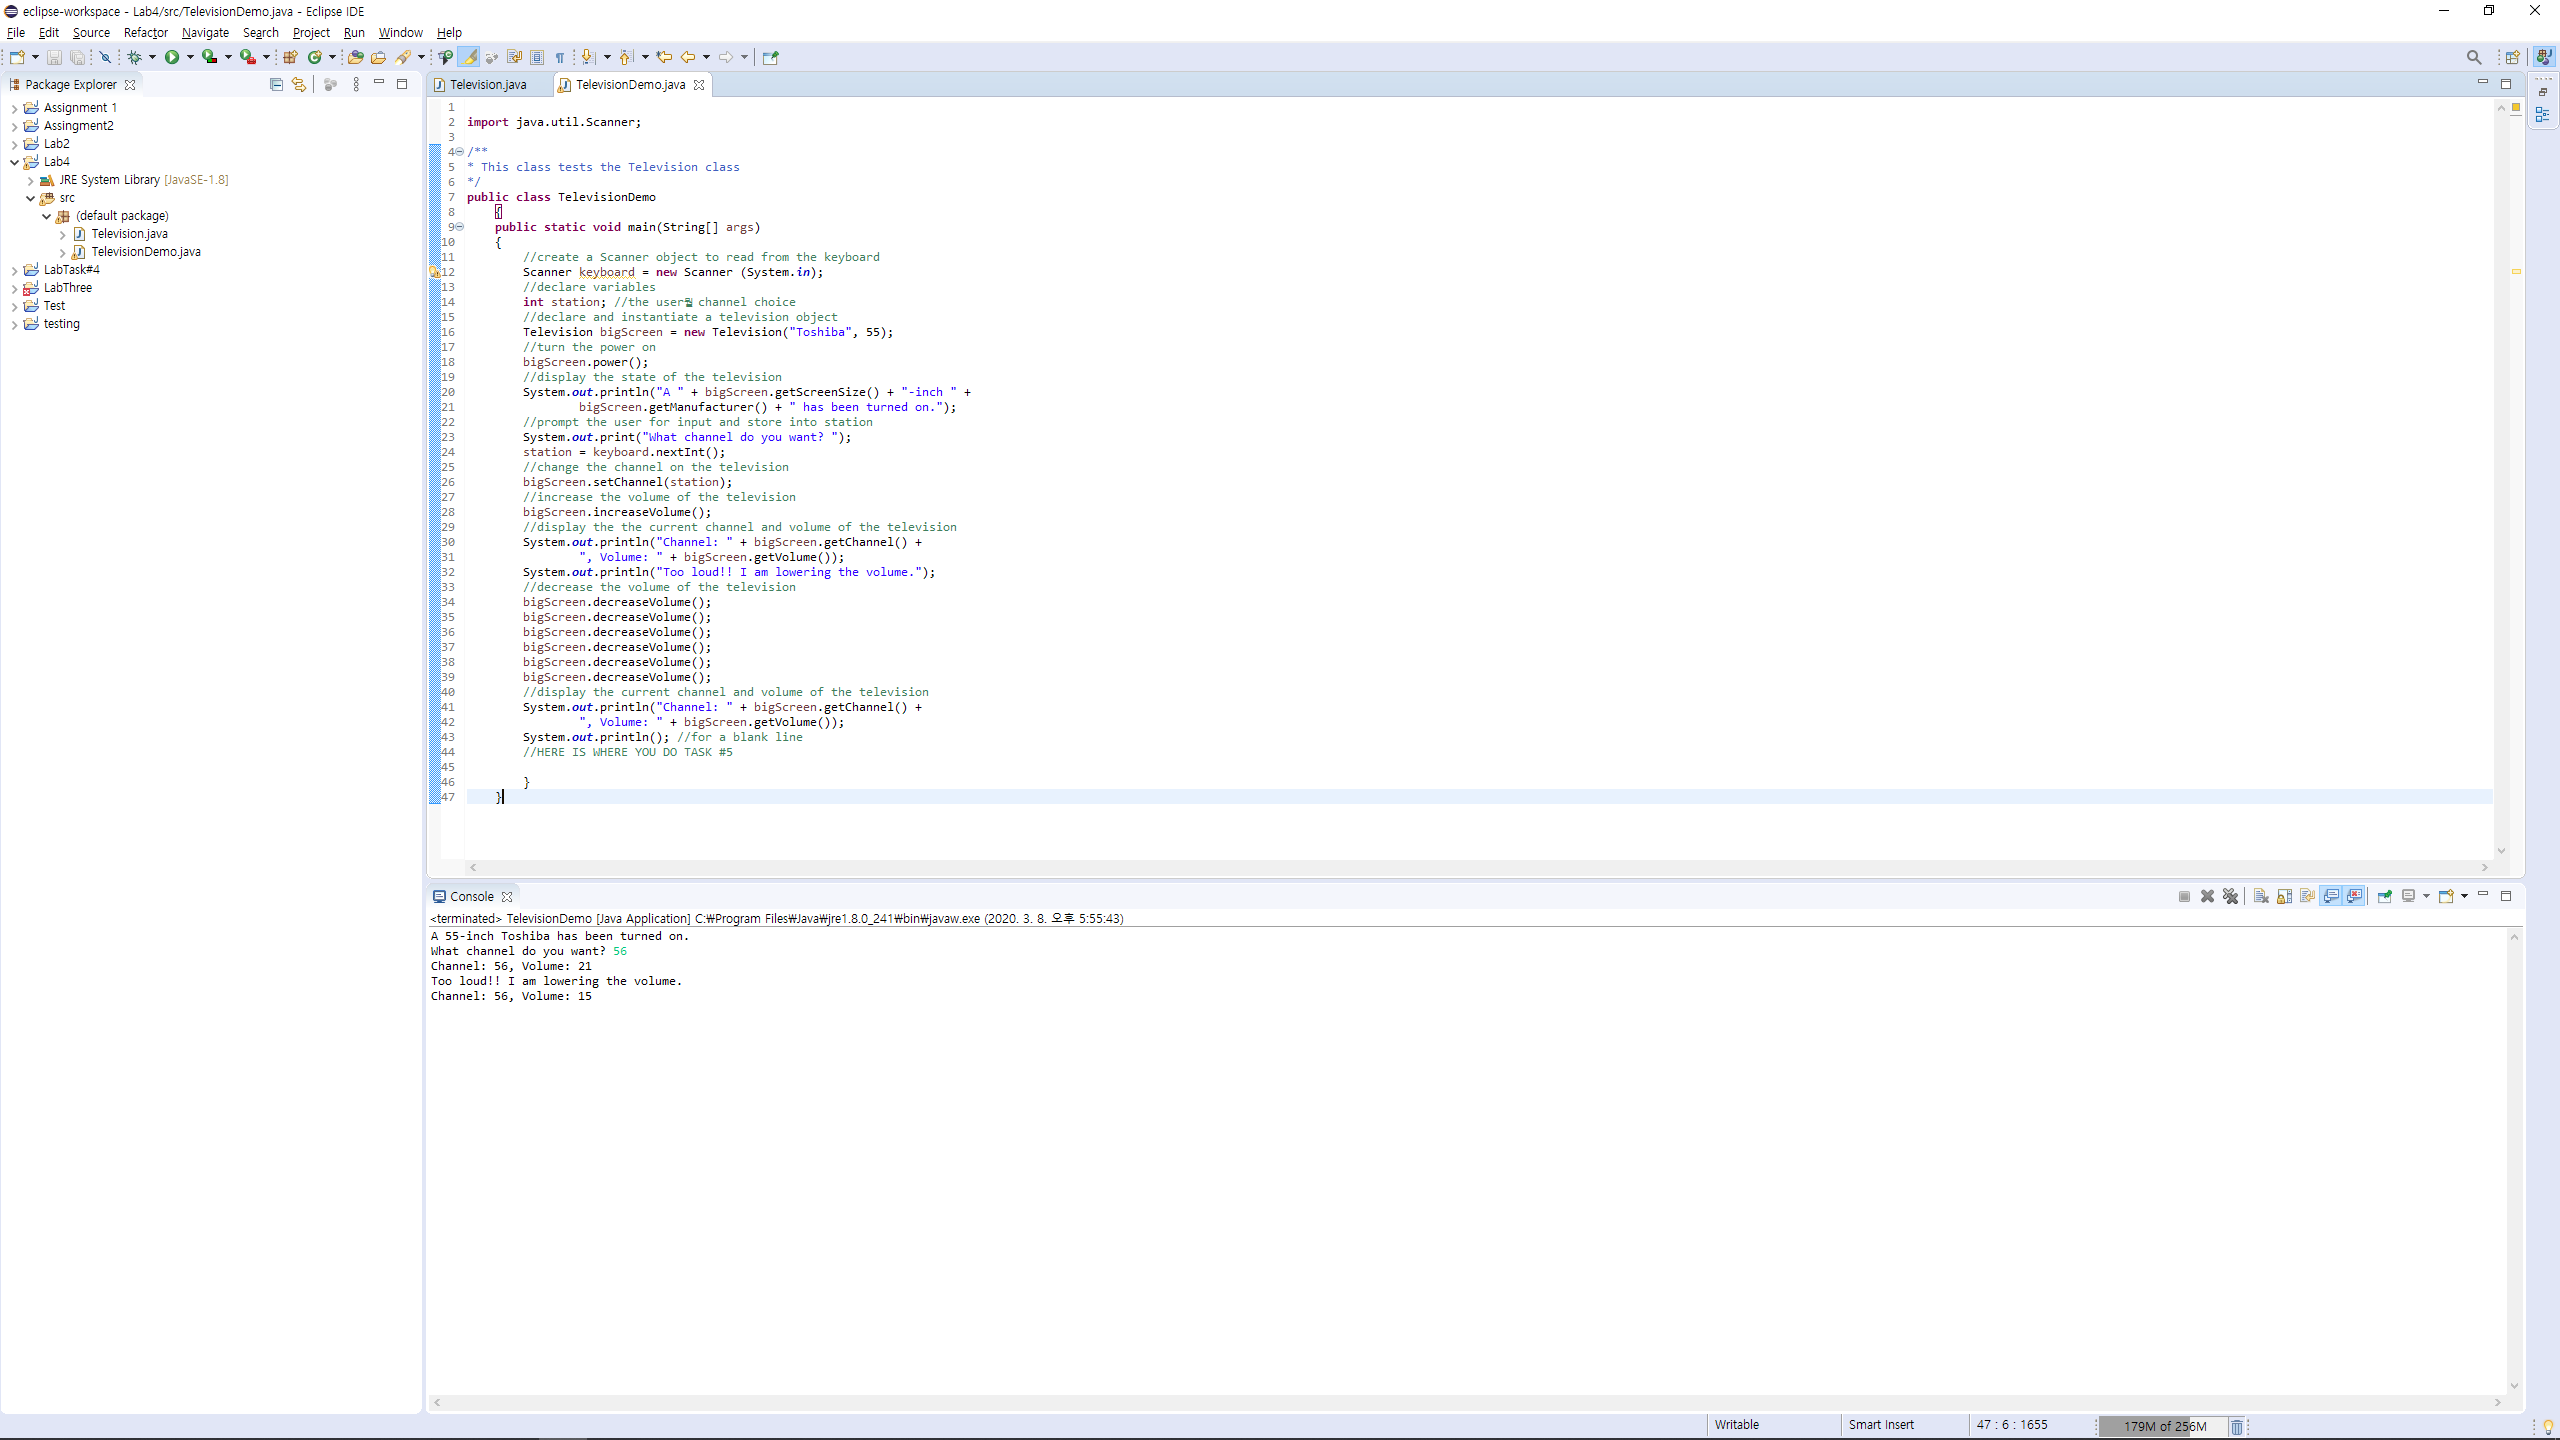 eclipse-workspace - Lab4/src/TelevisionDemo.java - Eclipse IDE
File Edit Source Refactor Navigate Search Project Run Window Help
Package Explorer
Assignment 1
Assingment2
Lab2
Lab4
JRE System Library [JavaSE-1.8]
src
(default package)
Television.java
TelevisionDemo.java
LabTask#4
LabThree
Test
testing
Television.java TelevisionDemo.java
1
2 import java.util.Scanner;
3
4 /**
5 * This class tests the Television class
6 */
7 public class TelevisionDemo
8 {
9 public static void main(String[] args)
10 {
11 //create a Scanner object to read from the keyboard
12 Scanner keyboard = new Scanner (System.in);
13 //declare variables
14 int station; //the user's channel choice
15 //declare and instantiate a television object
16 Television bigScreen = new Television("Toshiba", 55);
17 //turn the power on
18 bigScreen.power();
19 //display the state of the television
20 System.out.println("A " + bigScreen.getScreenSize() + "-inch " +
21 bigScreen.getManufacturer() + " has been turned on.");
22 //prompt the user for input and store into station
23 System.out.print("What channel do you want? ");
24 station = keyboard.nextInt();
25 //change the channel on the television
26 bigScreen.setChannel(station);
27 //increase the volume of the television
28 bigScreen.increaseVolume();
29 //display the the current channel and volume of the television
30 System.out.println("Channel: " + bigScreen.getChannel() +
31 ", Volume: " + bigScreen.getVolume());
32 System.out.println("Too loud!! I am lowering the volume.");
33 //decrease the volume of the television
34 bigScreen.decreaseVolume();
35 bigScreen.decreaseVolume();
36 bigScreen.decreaseVolume();
37 bigScreen.decreaseVolume();
38 bigScreen.decreaseVolume();
39 bigScreen.decreaseVolume();
40 //display the current channel and volume of the television
41 System.out.println("Channel: " + bigScreen.getChannel() +
42 ", Volume: " + bigScreen.getVolume());
43 System.out.println(); //for a blank line
44 //HERE IS WHERE YOU DO TASK #5
45
46 }
47 }
Console
<terminated> TelevisionDemo [Java Application] C:₩Program Files₩Java₩jre1.8.0_241₩bin₩javaw.exe (2020. 3. 8. 오후 5:55:43)
A 55-inch Toshiba has been turned on.
What channel do you want? 56
Channel: 56, Volume: 21
Too loud!! I am lowering the volume.
Channel: 56, Volume: 15
Writable Smart Insert 47 : 6 : 1655 179M of 256M